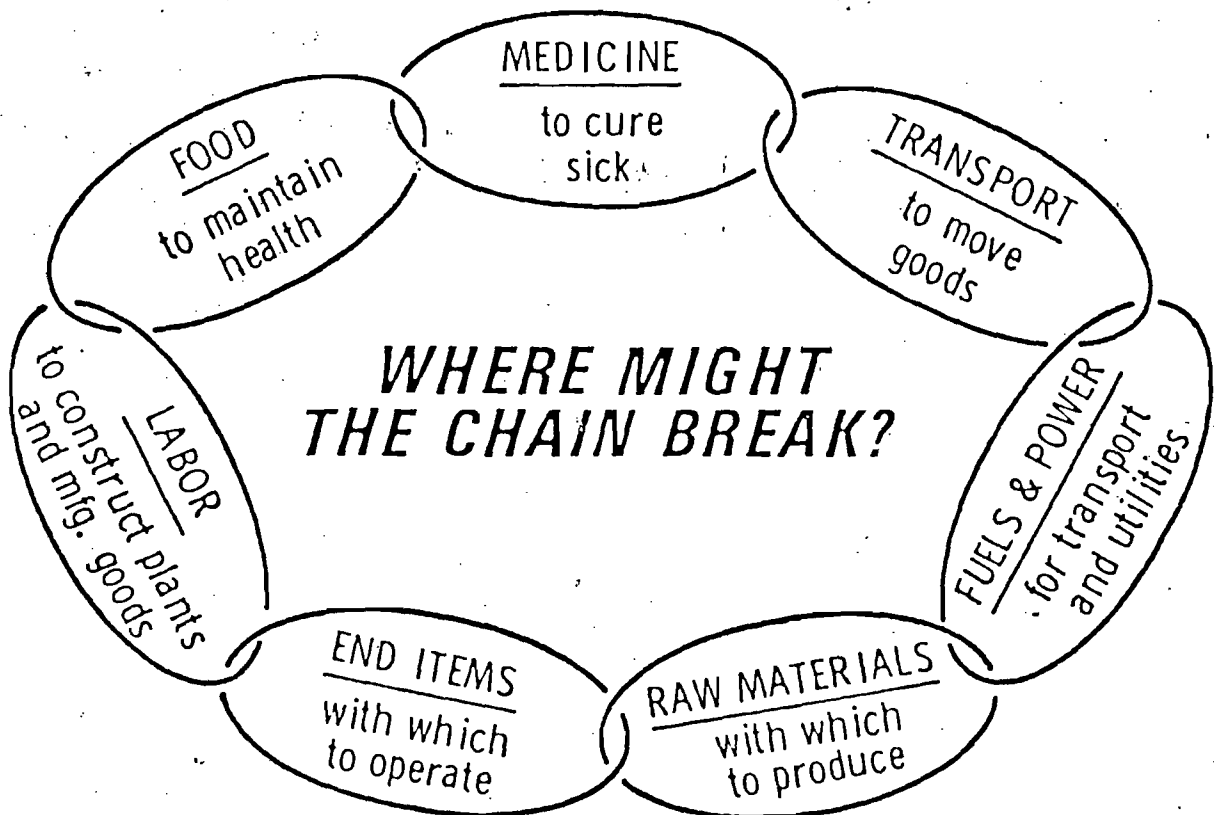 MEDICINE
to cure
sick
TRANSPORT
to move
goods
FUELS & POWER
for transport
and utilities
RAW MATERIALS
with which
to produce
END ITEMS
with which
to operate
LABOR
to construct plants
and mfg. goods
FOOD
to maintain
health
WHERE MIGHT
THE CHAIN BREAK?